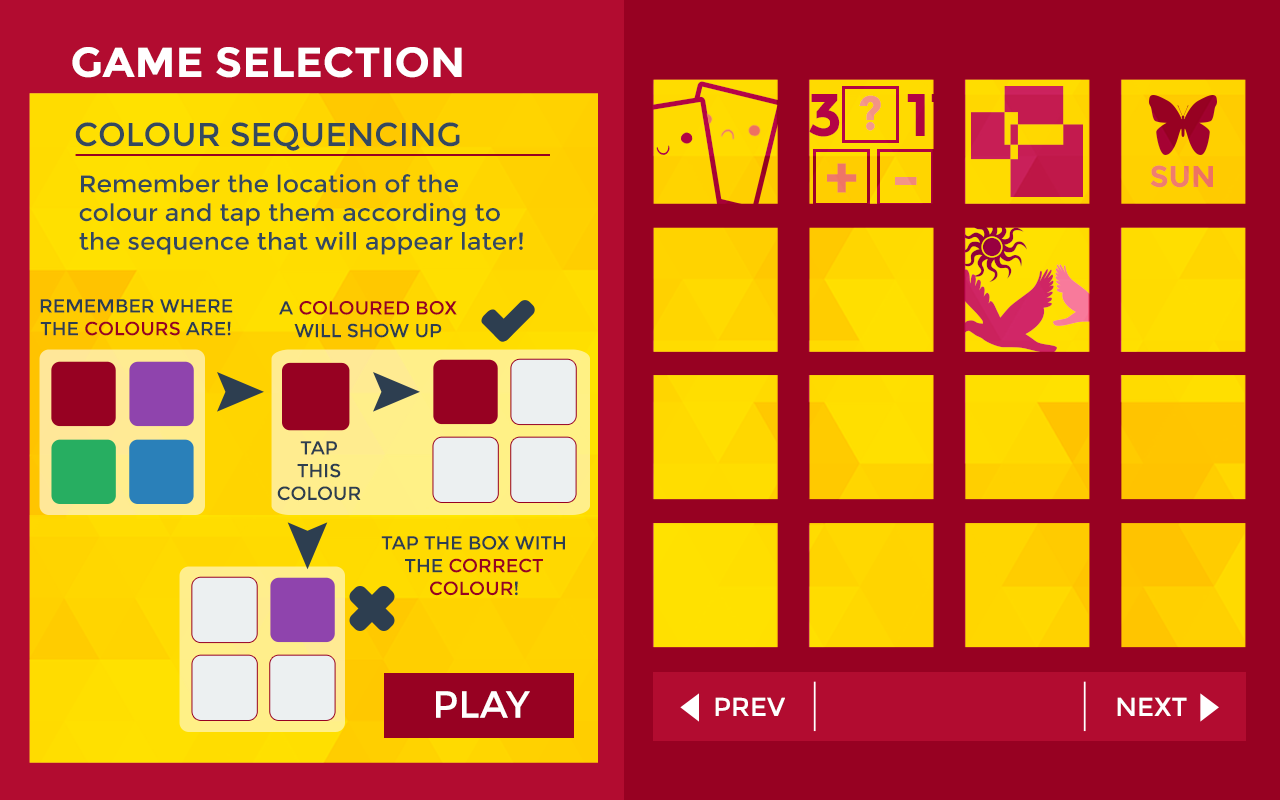 GAME SELECTION
COLOUR SEQUENCING
Remember the location of the
colour and tap them according to
the sequence that will appear later!
REMEMBER WHERE
THE COLOURS ARE!
A COLOURED BOX
WILL SHOW UP
TAP
THIS
COLOUR
TAP THE BOX WITH
THE CORRECT
COLOUR!
PLAY
3 ? 1
+ -
SUN
PREV
NEXT